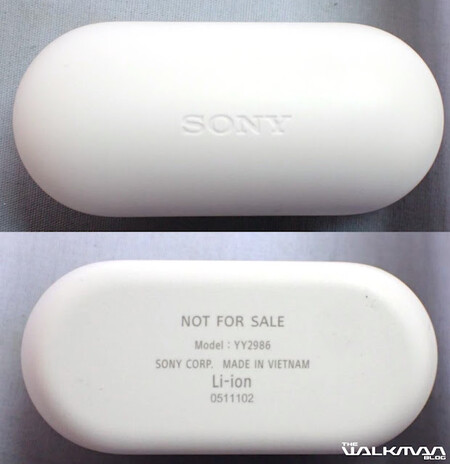 SONY
NOT FOR SALE
Model : YY2986
SONY CORP. MADE IN VIETNAM
Li-ion
0511102
THE
WALKMAN
BLOG